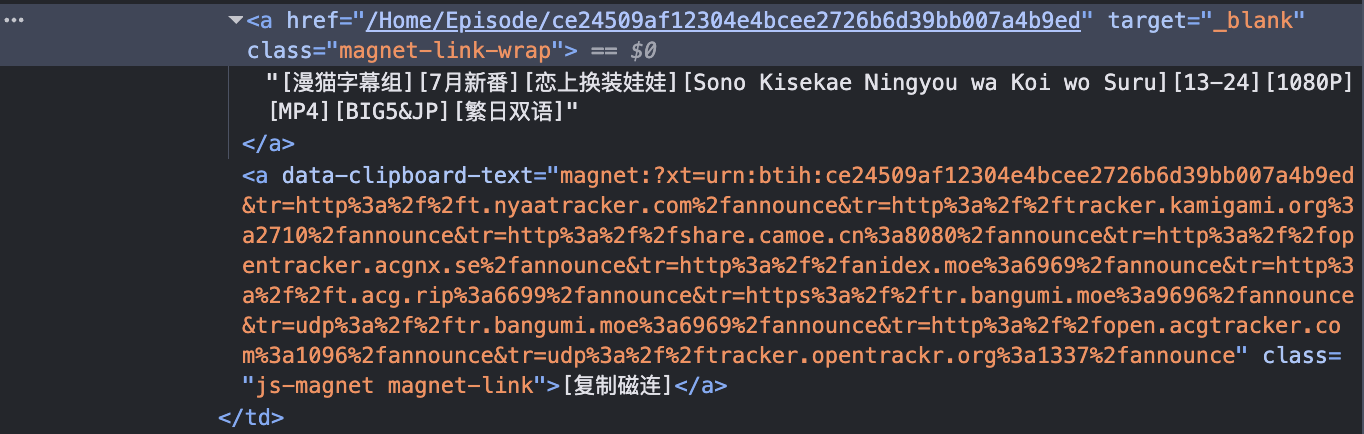 ▼<a href="/Home/Episode/ce24509af12304e4bcee2726b6d39bb007a4b9ed" target="_blank"
class="magnet-link-wrap"> == $0
"[漫猫字幕组][7月新番][恋上换装娃娃][Sono Kisekae Ningyou wa Koi wo Suru][13-24][1080P]
[MP4][BIG5&JP][繁日双语]"
</a>
<a data-clipboard-text="magnet:?xt=urn:btih:ce24509af12304e4bcee2726b6d39bb007a4b9ed
&tr=http%3a%2f%2ft.nyaatracker.com%2fannounce&tr=http%3a%2f%2ftracker.kamigami.org%3
a2710%2fannounce&tr=http%3a%2f%2fshare.camoe.cn%3a8080%2fannounce&tr=http%3a%2f%2fop
entracker.acgnx.se%2fannounce&tr=http%3a%2f%2fanidex.moe%3a6969%2fannounce&tr=http%3
a%2f%2ft.acg.rip%3a6699%2fannounce&tr=https%3a%2f%2ftr.bangumi.moe%3a9696%2fannounce
&tr=udp%3a%2f%2ftr.bangumi.moe%3a6969%2fannounce&tr=http%3a%2f%2fopen.acgtracker.co
m%3a1096%2fannounce&tr=udp%3a%2f%2ftracker.opentrackr.org%3a1337%2fannounce" class=
"js-magnet magnet-link">[复制磁连]</a>
</td>